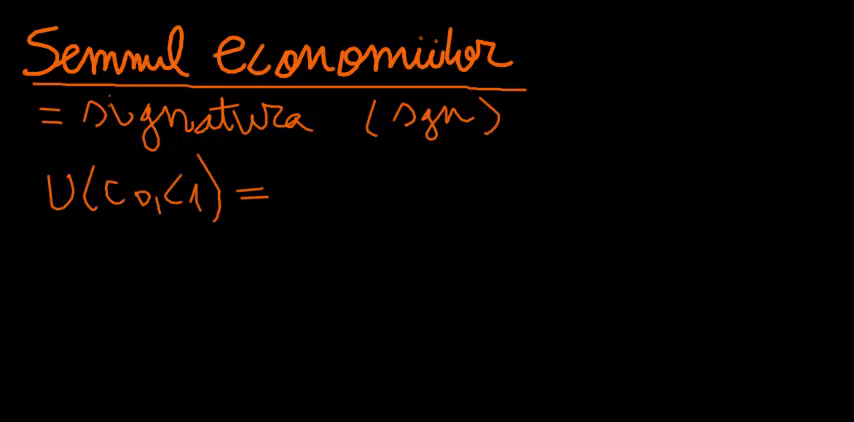 Semnul economiilor
= signatura (sgn)
U(c0,c1) =